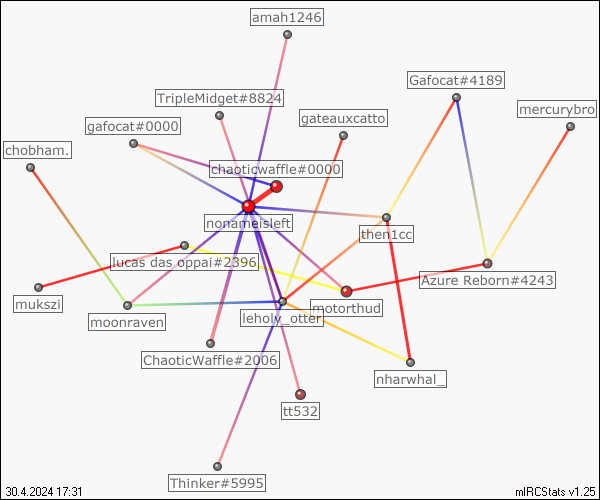 amah1246
Gafocat#4189
TripleMidget#8824
mercurybro
gateauxcatto
gafocat#0000
chobham.
chaoticwaffle#0000
nonameisleft
then1cc
lucas das oppai#2396
Azure Reborn#4243
mukszi
motorthud
leholy_otter
moonraven
ChaoticWaffle#2006
nharwhal_
tt532
Thinker#5995
30.4.2024 17:31
mIRCStats v1.25